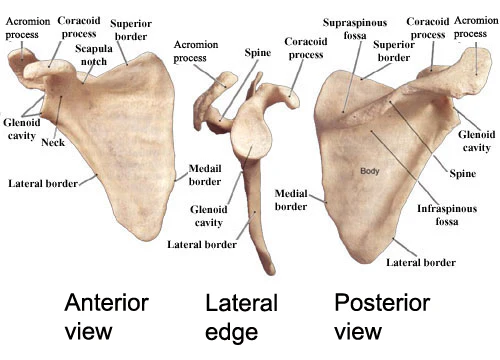 Acromion
process
Coracoid
process
Scapula
notch
Superior
border
Glenoid
cavity
Neck
Lateral border
Medail
border
Acromion
process
Spine
Coracoid
process
Glenoid
cavity
Lateral border
Supraspinous
fossa
Superior
border
Coracoid
process
Acromion
process
Glenoid
cavity
Spine
Body
Medial
border
Infraspinous
fossa
Lateral border
Anterior
view
Lateral
edge
Posterior
view